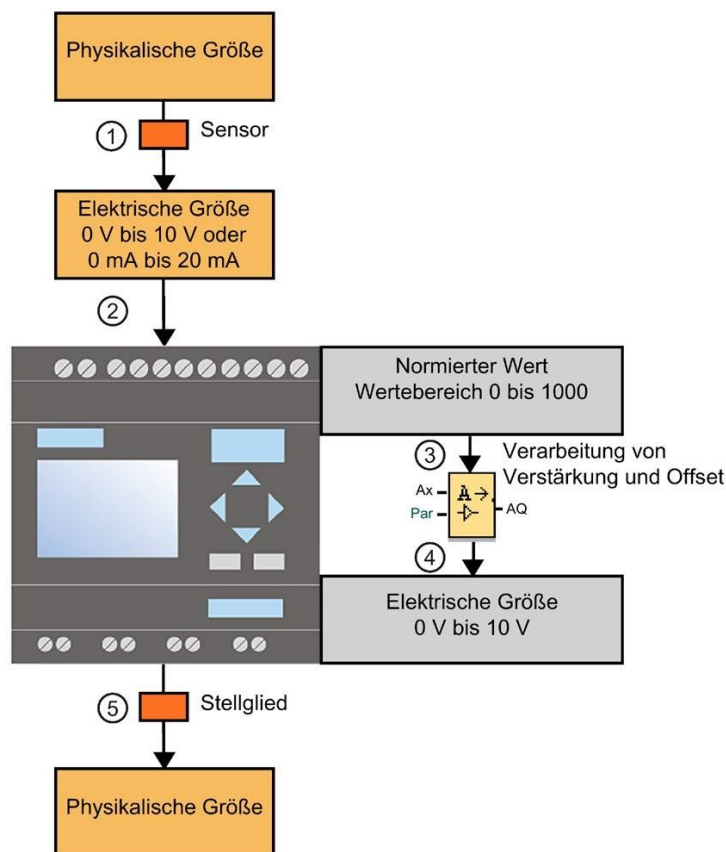 Physikalische Größe
1
Sensor
Elektrische Größe
0 V bis 10 V oder
0 mA bis 20 mA
2
Normierter Wert
Wertebereich 0 bis 1000
3
Verarbeitung von
Verstärkung und Offset
Ax
A
Par
AQ
4
Elektrische Größe
0 V bis 10 V
5
Stellglied
Physikalische Größe